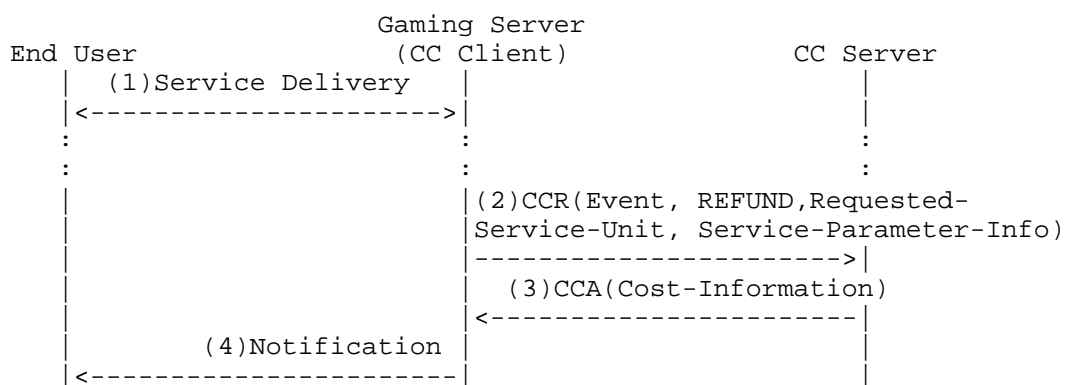 Gaming Server
End User (CC Client) CC Server
(1)Service Delivery
(2)CCR(Event, REFUND,Requested-
Service-Unit, Service-Parameter-Info)
(3)CCA(Cost-Information)
(4)Notification